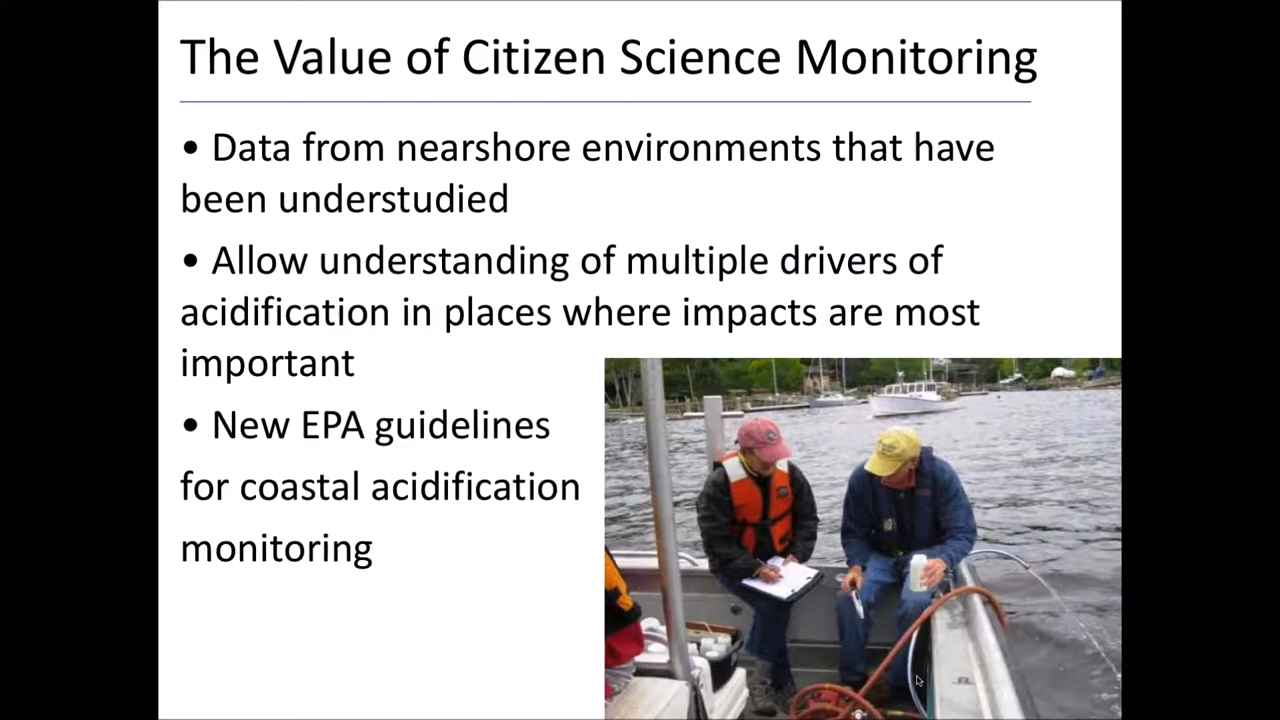 The Value of Citizen Science Monitoring
• Data from nearshore environments that have
been understudied
• Allow understanding of multiple drivers of
acidification in places where impacts are most
important
• New EPA guidelines
for coastal acidification
monitoring